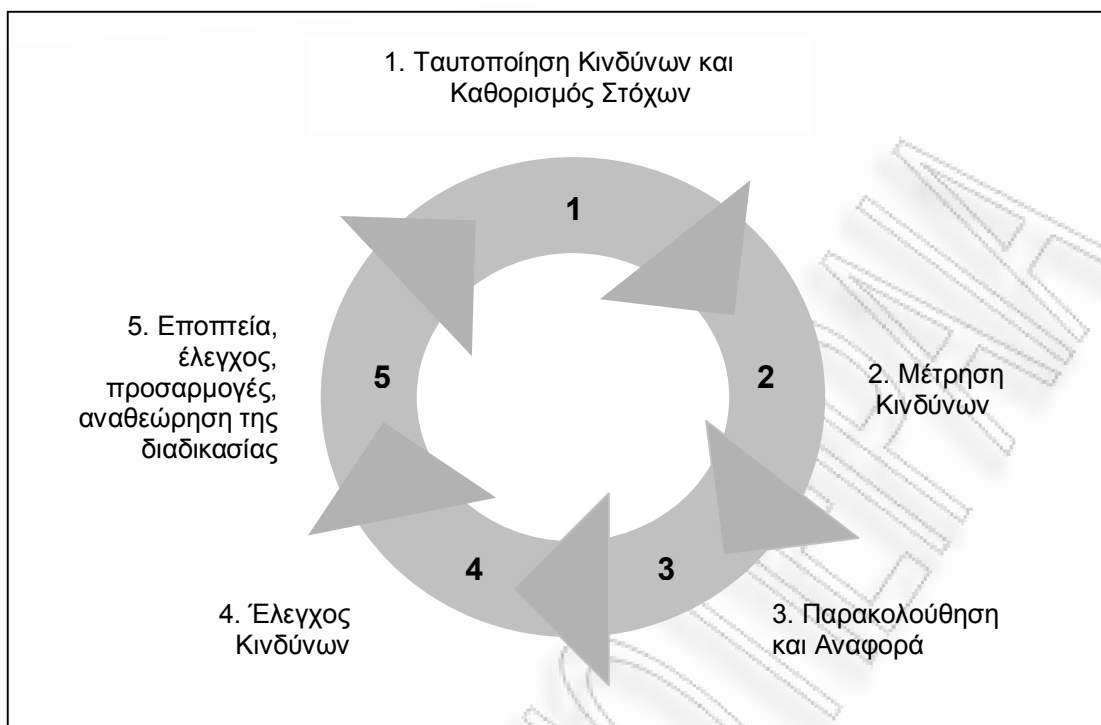 1. Ταυτοποίηση Κινδύνων και
Καθορισμός Στόχων
1
2
3
4
5
2. Μέτρηση
Κινδύνων
3. Παρακολούθηση
και Αναφορά
4. Έλεγχος
Κινδύνων
5. Εποπτεία,
έλεγχος,
προσαρμογές,
αναθεώρηση της
διαδικασίας